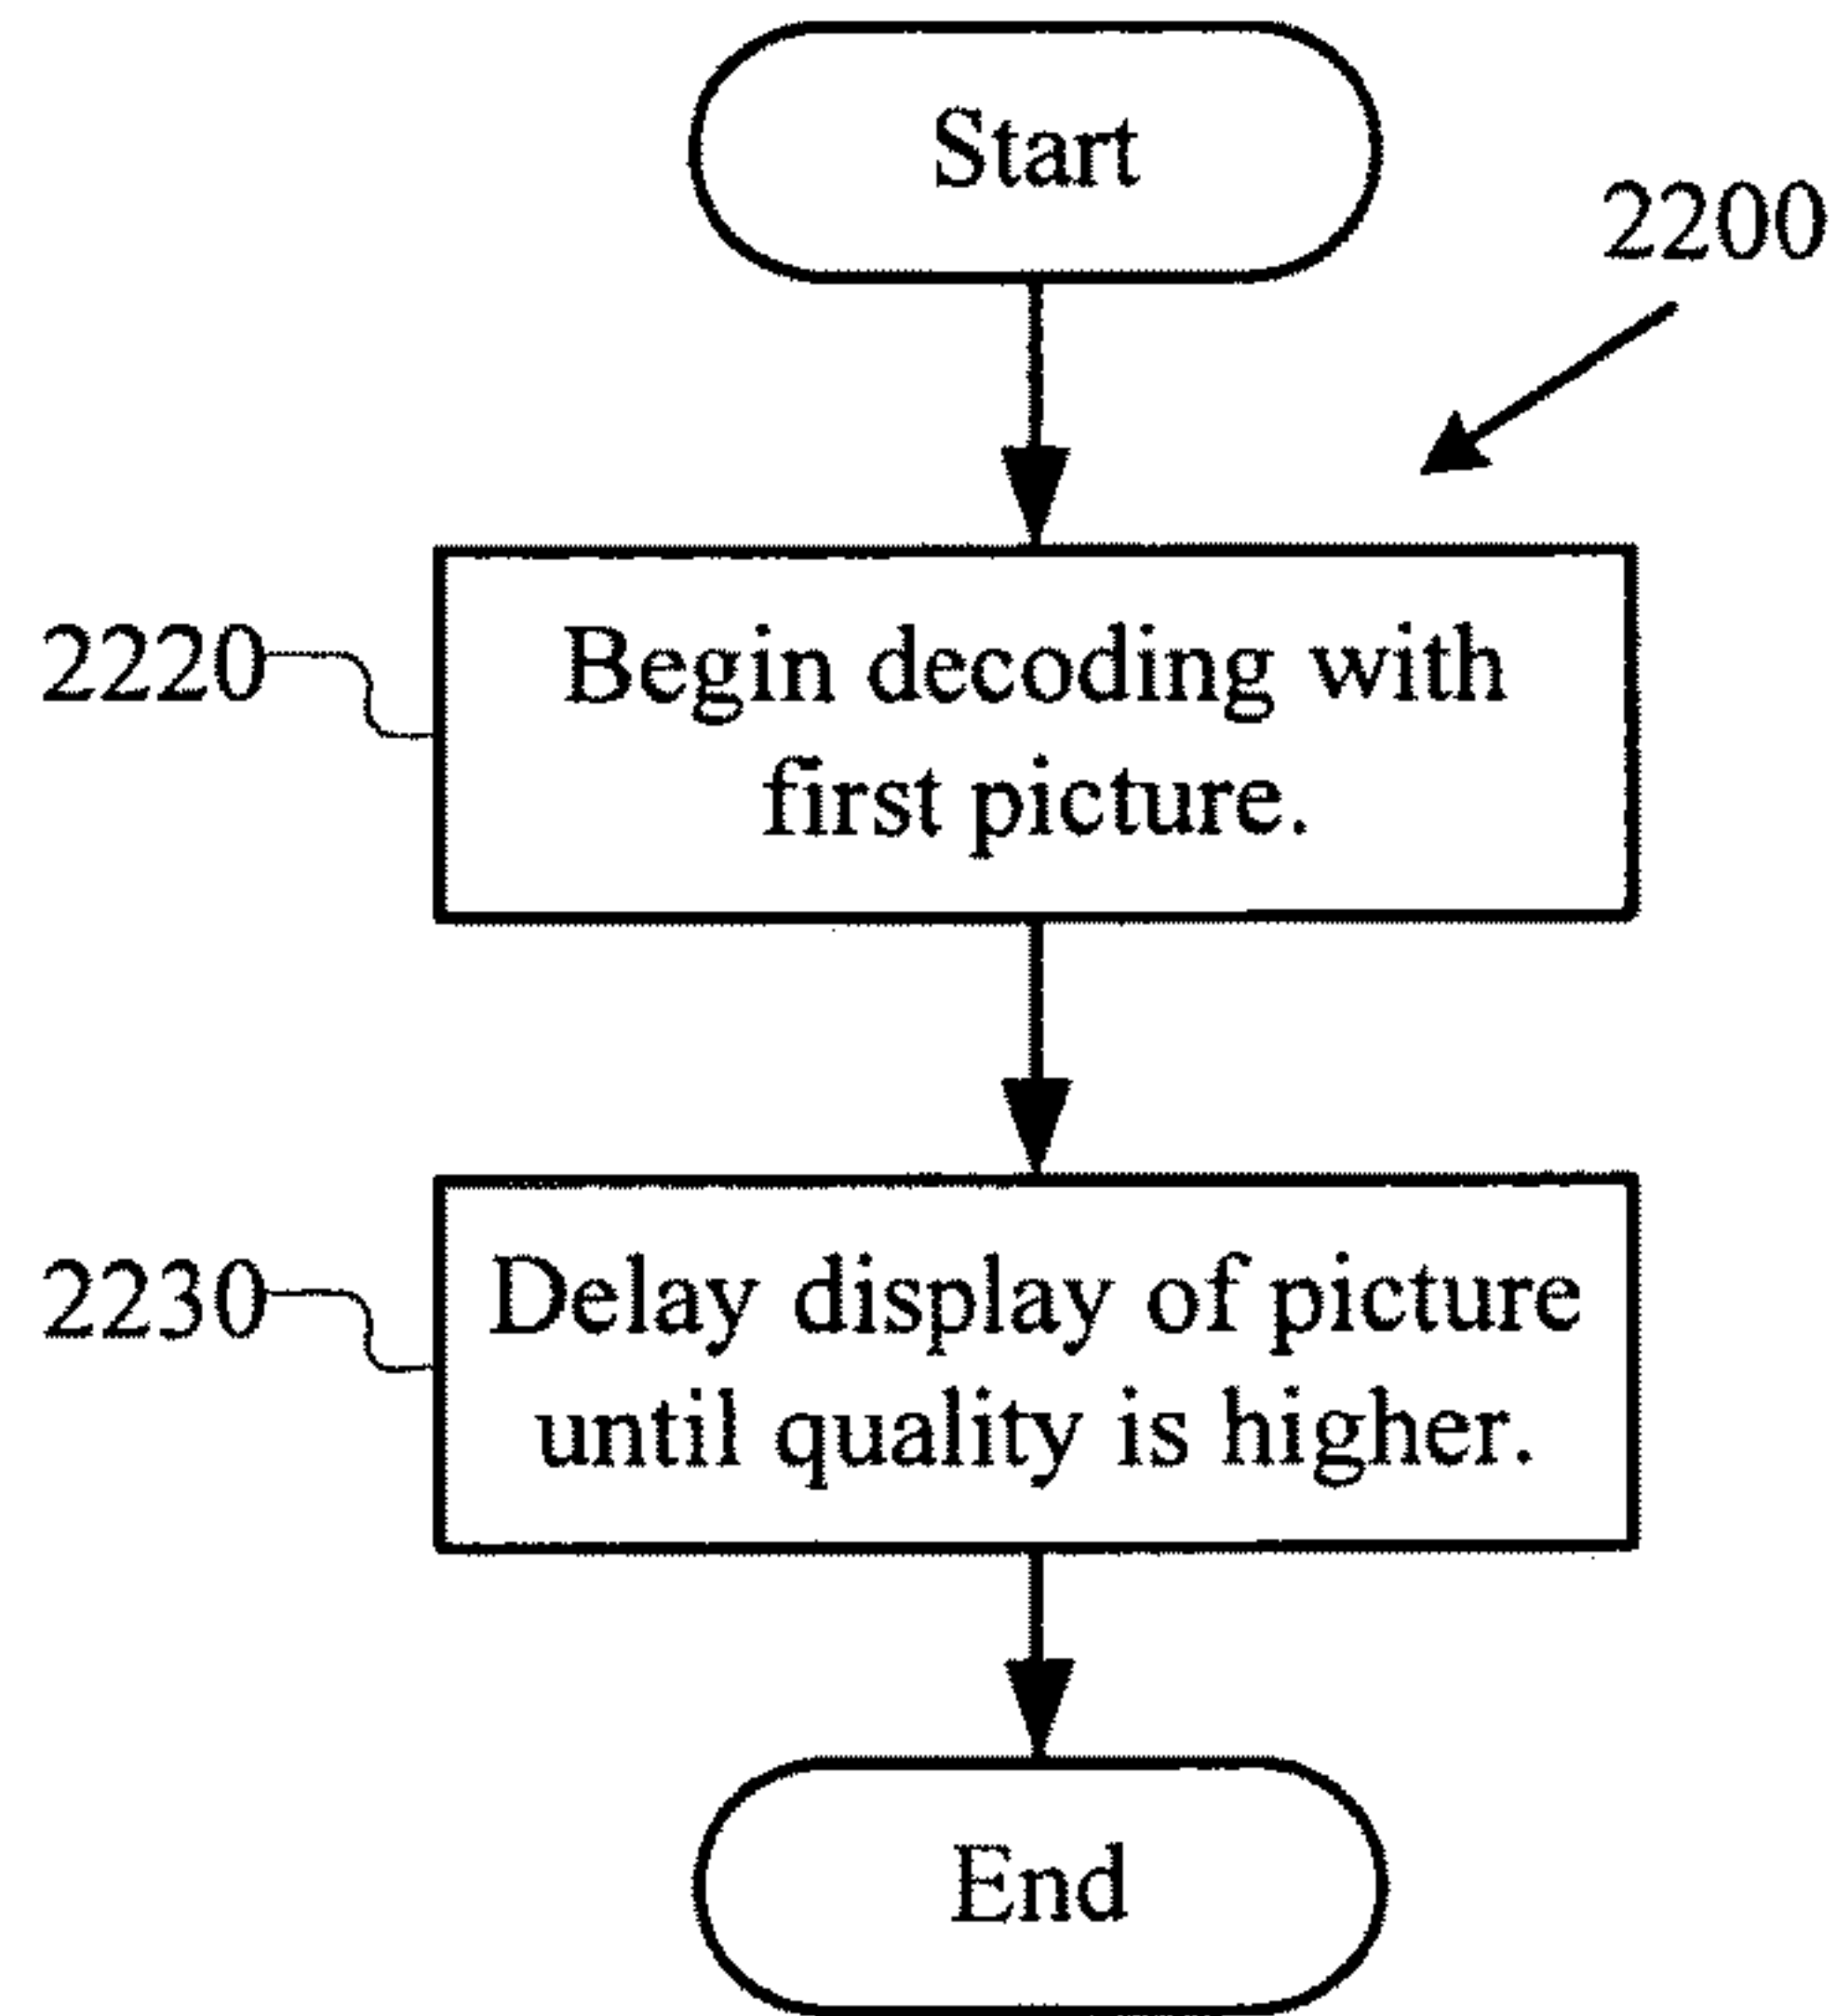 Start
2200
2220
Begin decoding with
first picture.
2230
Delay display of picture
until quality is higher.
End